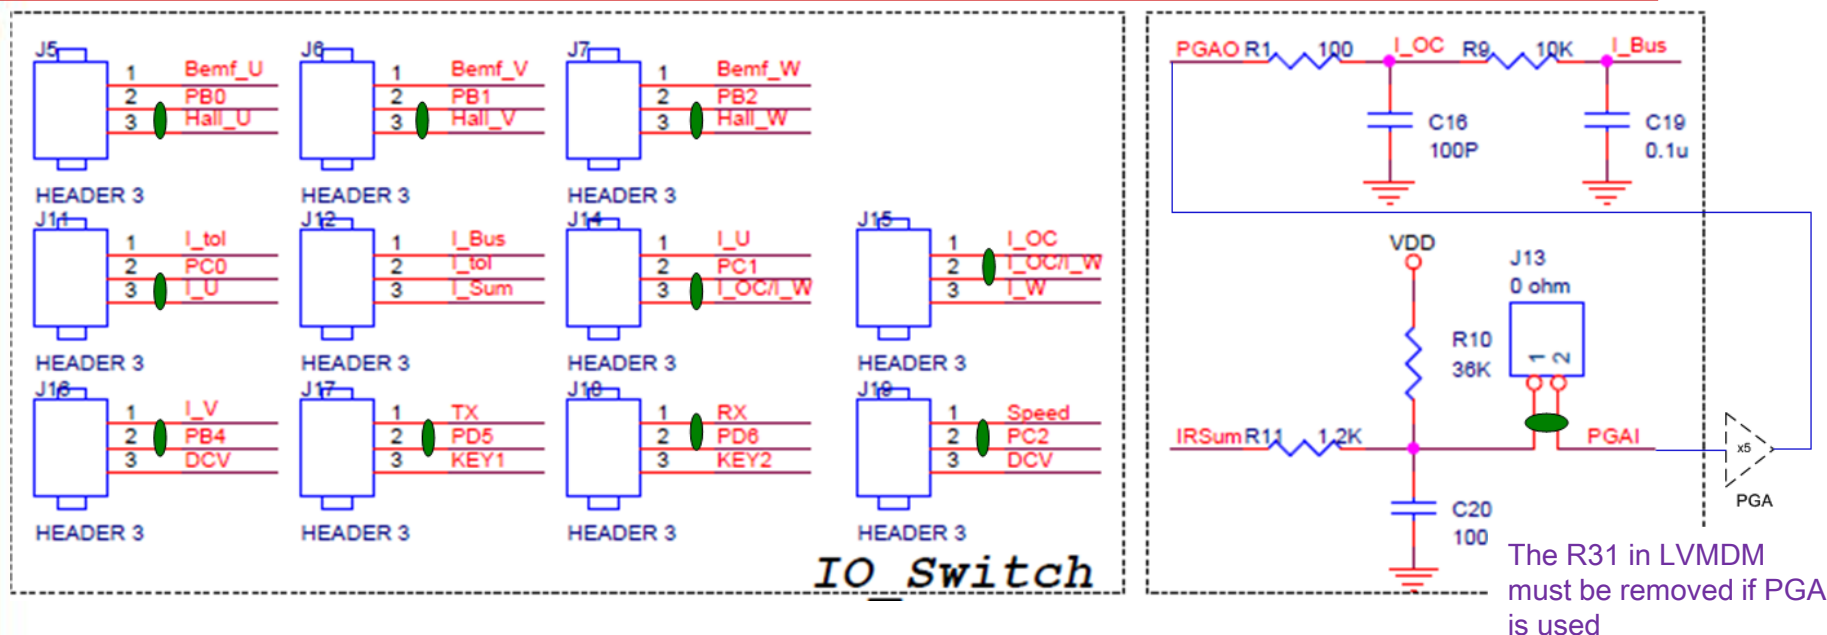 J5
1 Bemf_U
2 PB0
3 Hall_U
HEADER 3
J6
1 Bemf_V
2 PB1
3 Hall_V
HEADER 3
J7
1 Bemf_W
2 PB2
3 Hall_W
HEADER 3
J11
1 I_tol
2 PC0
3 I_U
HEADER 3
J12
1 I_Bus
2 I_tol
3 I_Sum
HEADER 3
J14
1 I_U
2 PC1
3 I_OC/I_W
HEADER 3
J15
1 I_OC
2 I_OC/I_W
3 I_W
HEADER 3
J16
1 I_V
2 PB4
3 DCV
HEADER 3
J17
1 TX
2 PD5
3 KEY1
HEADER 3
J18
1 RX
2 PD6
3 KEY2
HEADER 3
J19
1 Speed
2 PC2
3 DCV
HEADER 3
IO_Switch
PGAO R1 100 I_OC R9 10K I_Bus
C16
100P
C19
0.1u
VDD
J13
0 ohm
R10
36K
1 2
IRSum R11 1.2K PGAI
x5
PGA
C20
100
The R31 in LVMDM
must be removed if PGA
is used